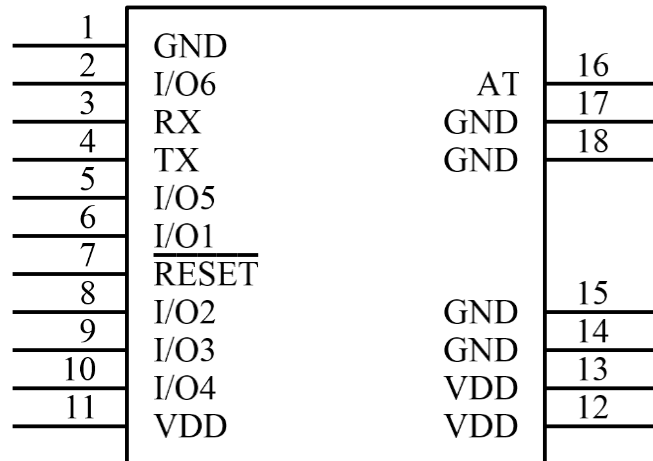 1 GND
2 I/O6 AT 16
3 RX GND 17
4 TX GND 18
5 I/O5
6 I/O1
7 RESET
8 I/O2 GND 15
9 I/O3 GND 14
10 I/O4 VDD 13
11 VDD VDD 12